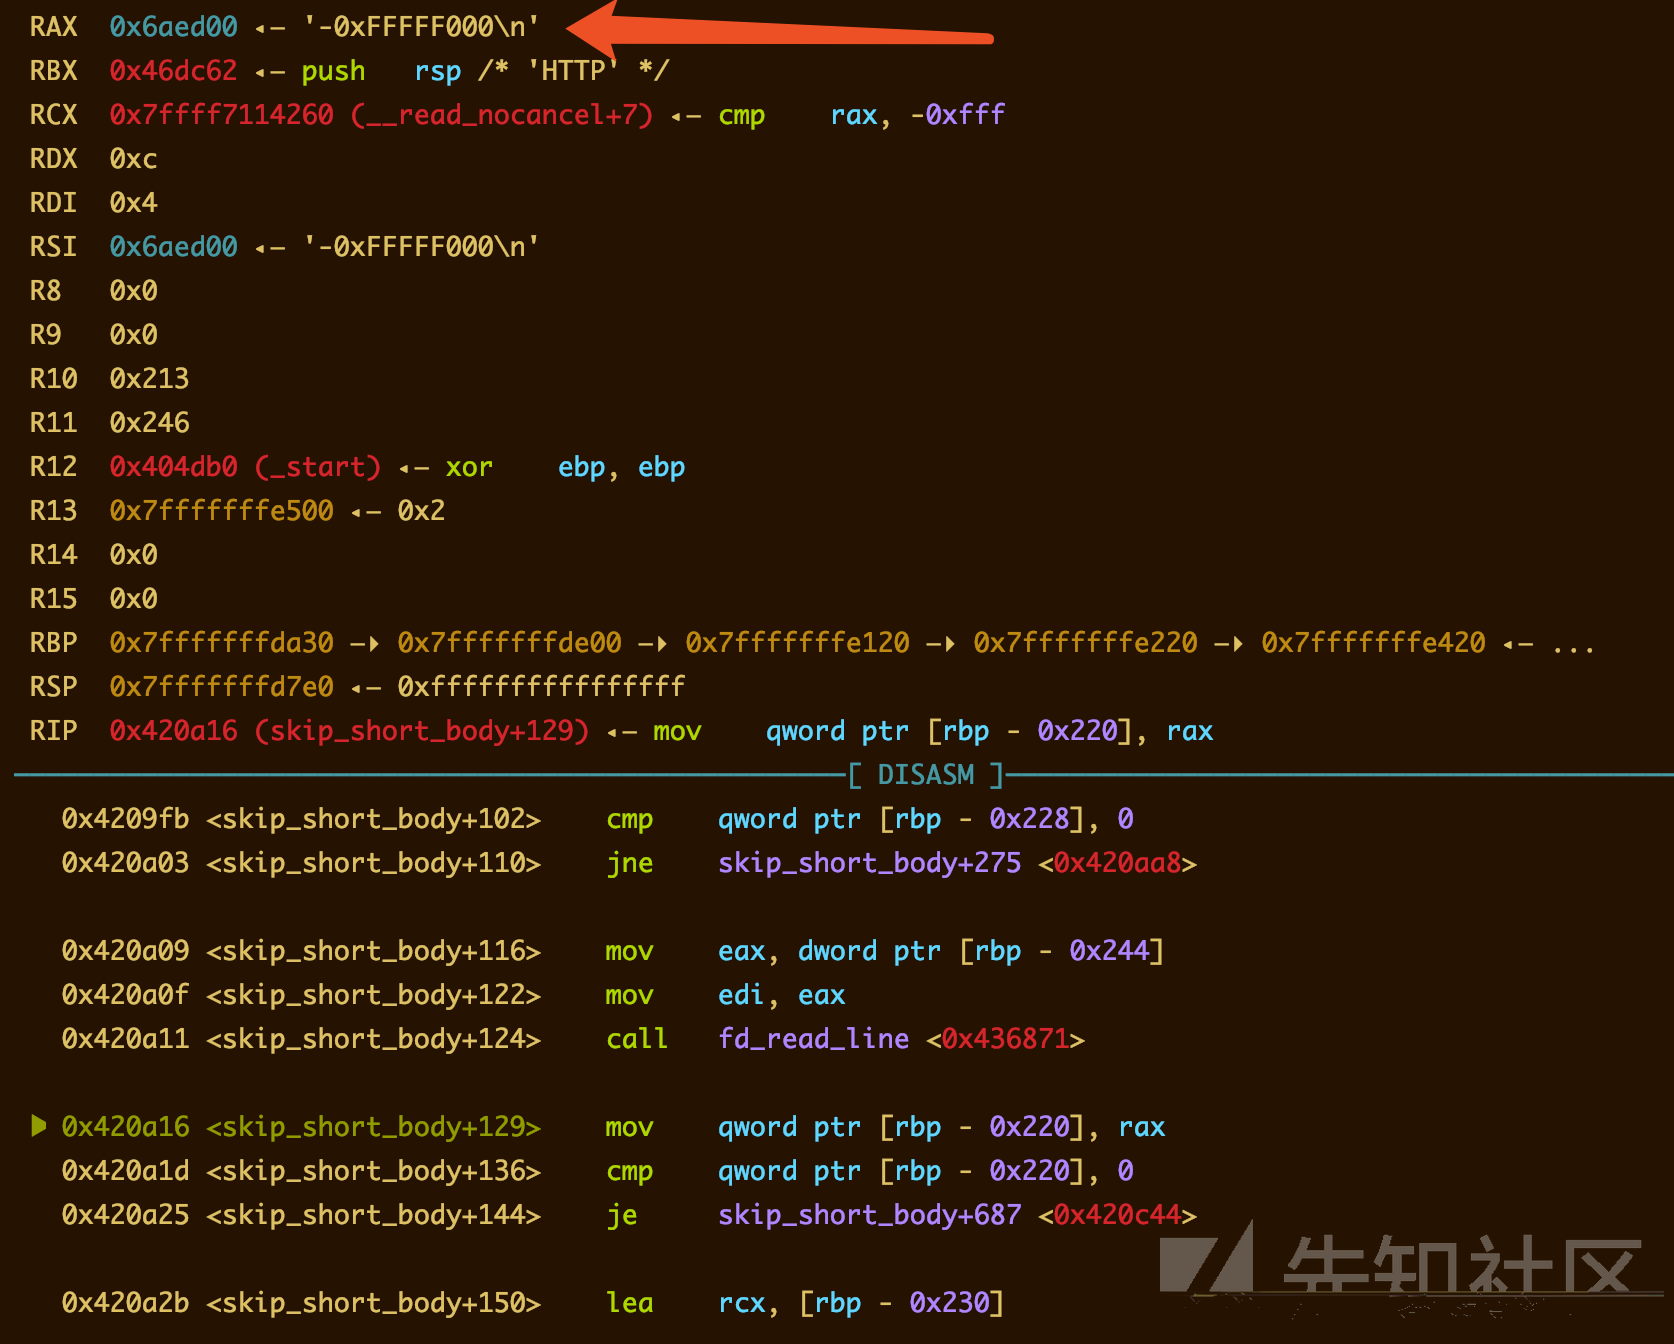 RAX  0x6aed00 ◂— '-0xFFFFF000\n'
RBX  0x46dc62 ◂— push   rsp /* 'HTTP' */
RCX  0x7ffff7114260 (__read_nocancel+7) ◂— cmp    rax, -0xfff
RDX  0xc
RDI  0x4
RSI  0x6aed00 ◂— '-0xFFFFF000\n'
R8   0x0
R9   0x0
R10  0x213
R11  0x246
R12  0x404db0 (_start) ◂— xor    ebp, ebp
R13  0x7fffffffe500 ◂— 0x2
R14  0x0
R15  0x0
RBP  0x7fffffffda30 —▸ 0x7fffffffde00 —▸ 0x7fffffffe120 —▸ 0x7fffffffe220 —▸ 0x7fffffffe420 ◂— ...
RSP  0x7fffffffd7e0 ◂— 0xffffffffffffffff
RIP  0x420a16 (skip_short_body+129) ◂— mov    qword ptr [rbp - 0x220], rax
[ DISASM ]
0x4209fb <skip_short_body+102>    cmp    qword ptr [rbp - 0x228], 0
0x420a03 <skip_short_body+110>    jne    skip_short_body+275 <0x420aa8>
0x420a09 <skip_short_body+116>    mov    eax, dword ptr [rbp - 0x244]
0x420a0f <skip_short_body+122>    mov    edi, eax
0x420a11 <skip_short_body+124>    call   fd_read_line <0x436871>
► 0x420a16 <skip_short_body+129>    mov    qword ptr [rbp - 0x220], rax
0x420a1d <skip_short_body+136>    cmp    qword ptr [rbp - 0x220], 0
0x420a25 <skip_short_body+144>    je     skip_short_body+687 <0x420c44>
0x420a2b <skip_short_body+150>    lea    rcx, [rbp - 0x230]
先知社区